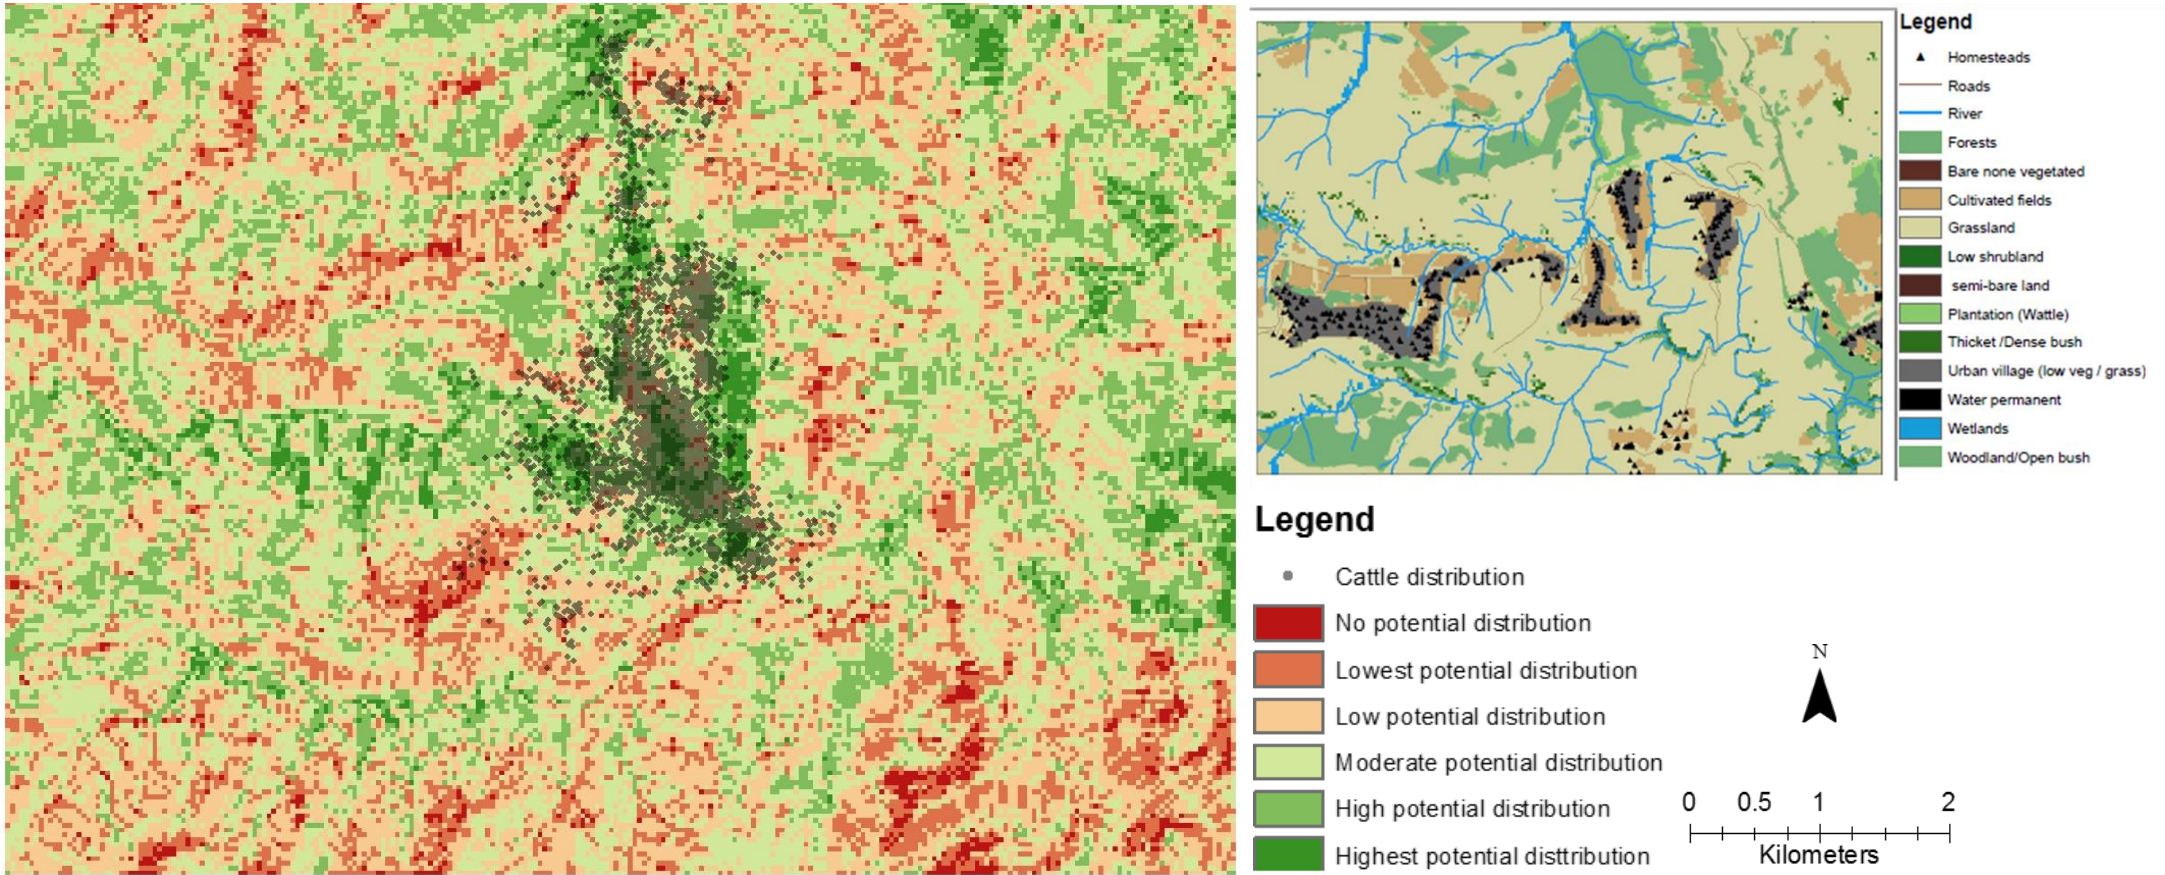 Legend
Homesteads
Roads
River
Forests
Bare none vegetated
Cultivated fields
Grassland
Low shrubland
semi-bare land
Plantation (Wattle)
Thicket /Dense bush
Urban village (low veg / grass)
Water permanent
Wetlands
Woodland/Open bush
Legend
Cattle distribution
No potential distribution
Lowest potential distribution
Low potential distribution
Moderate potential distribution
High potential distribution
Highest potential disttribution
N
0 0.5 1 2
Kilometers